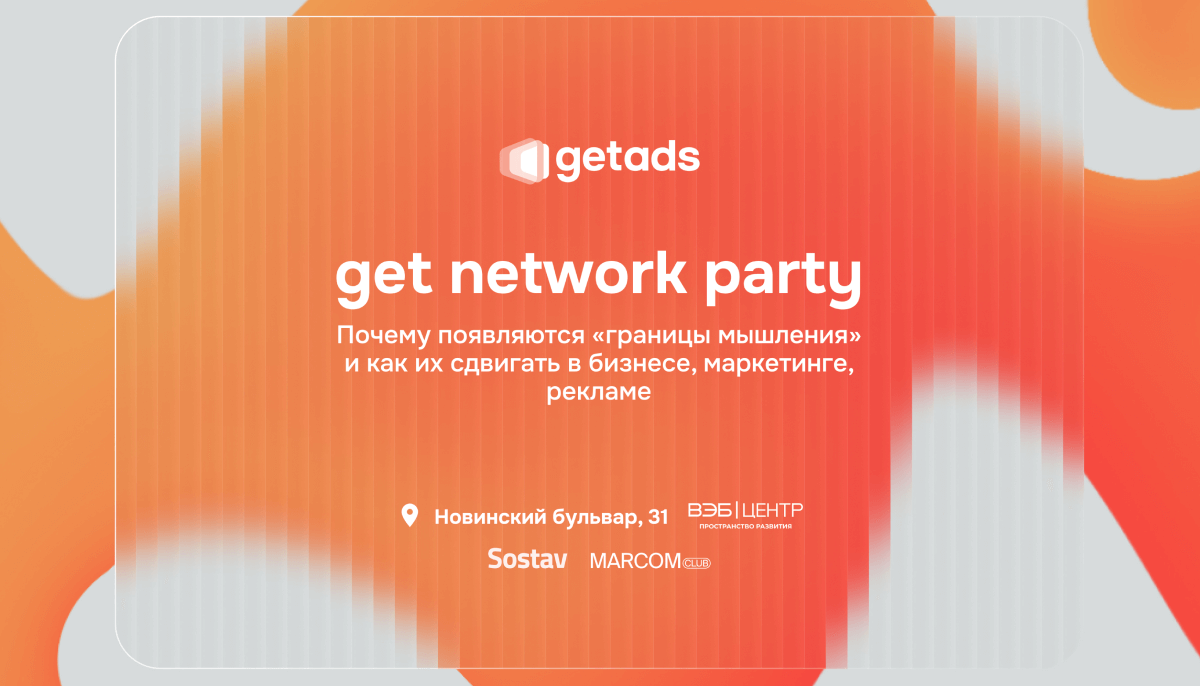 getads
get network party
Почему появляются «границы мышления»
и как их сдвигать в бизнесе, маркетинге,
рекламе
Новинский бульвар, 31
ВЭБ|ЦЕНТР
ПРОСТРАНСТВО РАЗВИТИЯ
Sostav
MARCOM CLUB